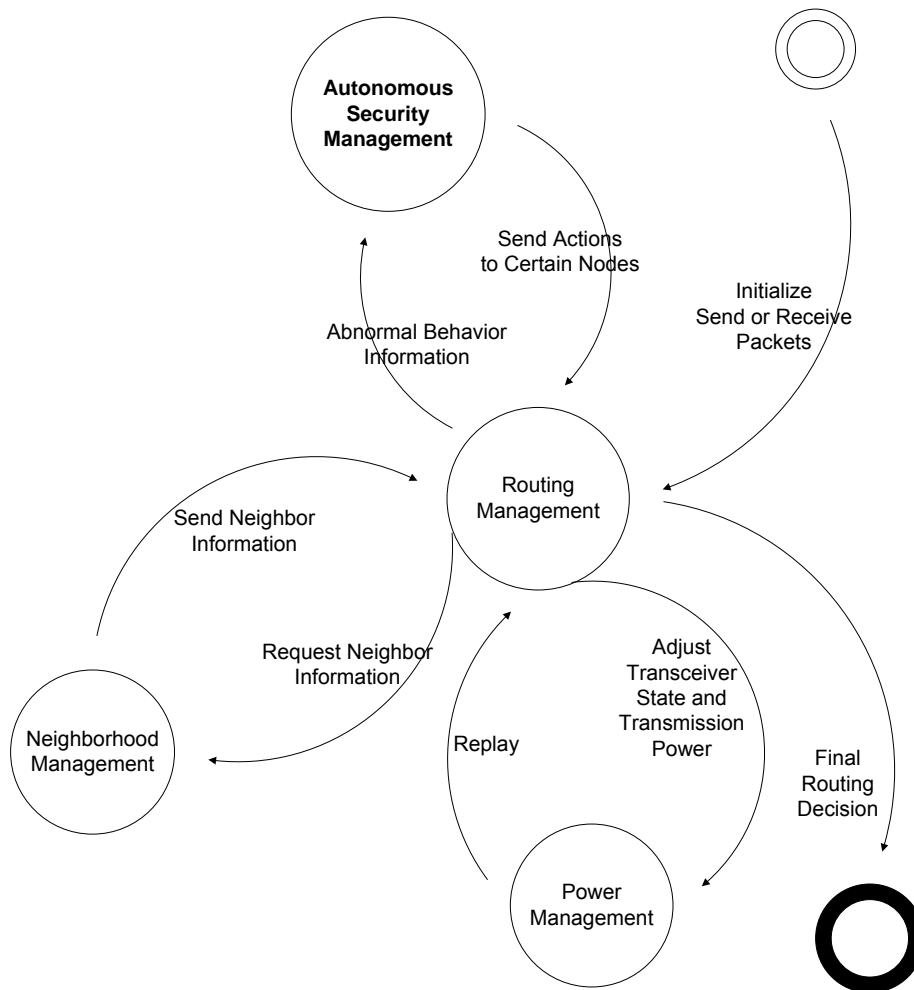 Autonomous
Security
Management
Send Actions
to Certain Nodes
Initialize
Send or Receive
Packets
Abnormal Behavior
Information
Routing
Management
Send Neighbor
Information
Request Neighbor
Information
Adjust
Transceiver
State and
Transmission
Power
Neighborhood
Management
Replay
Final
Routing
Decision
Power
Management